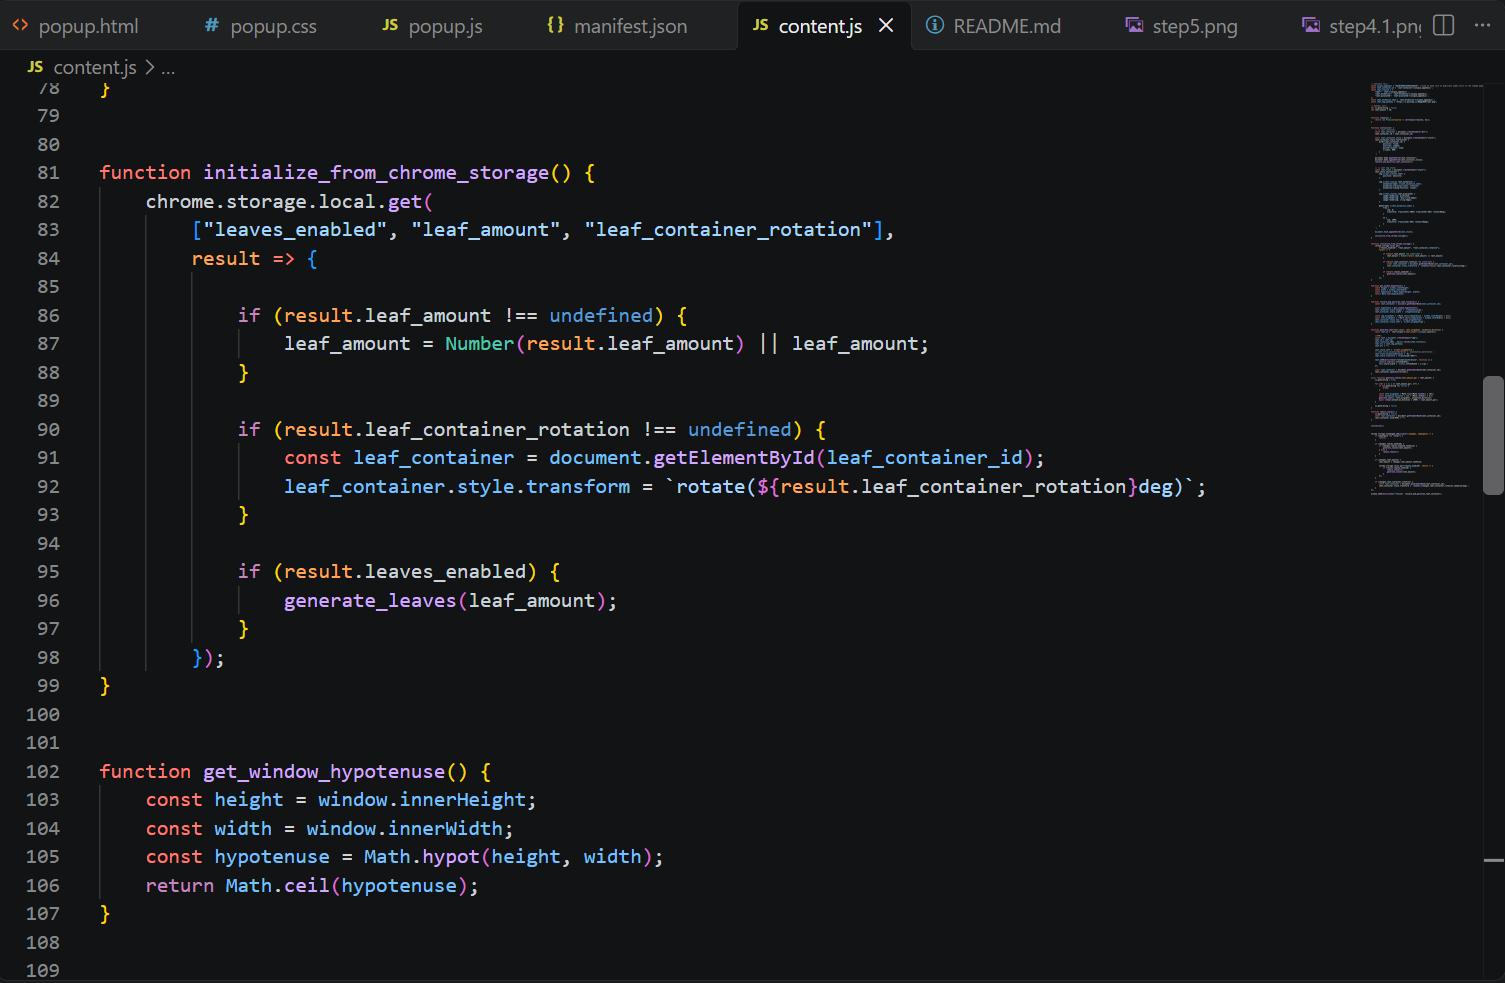 <> popup.html # popup.css JS popup.js {} manifest.json JS content.js README.md step5.png step4.1.png
JS content.js > ...
78 }
79
80
81 function initialize_from_chrome_storage() {
82     chrome.storage.local.get(
83         ["leaves_enabled", "leaf_amount", "leaf_container_rotation"],
84         result => {
85
86             if (result.leaf_amount !== undefined) {
87                 leaf_amount = Number(result.leaf_amount) || leaf_amount;
88             }
89
90             if (result.leaf_container_rotation !== undefined) {
91                 const leaf_container = document.getElementById(leaf_container_id);
92                 leaf_container.style.transform = `rotate(${result.leaf_container_rotation}deg)`;
93             }
94
95             if (result.leaves_enabled) {
96                 generate_leaves(leaf_amount);
97             }
98         });
99 }
100
101
102 function get_window_hypotenuse() {
103     const height = window.innerHeight;
104     const width = window.innerWidth;
105     const hypotenuse = Math.hypot(height, width);
106     return Math.ceil(hypotenuse);
107 }
108
109